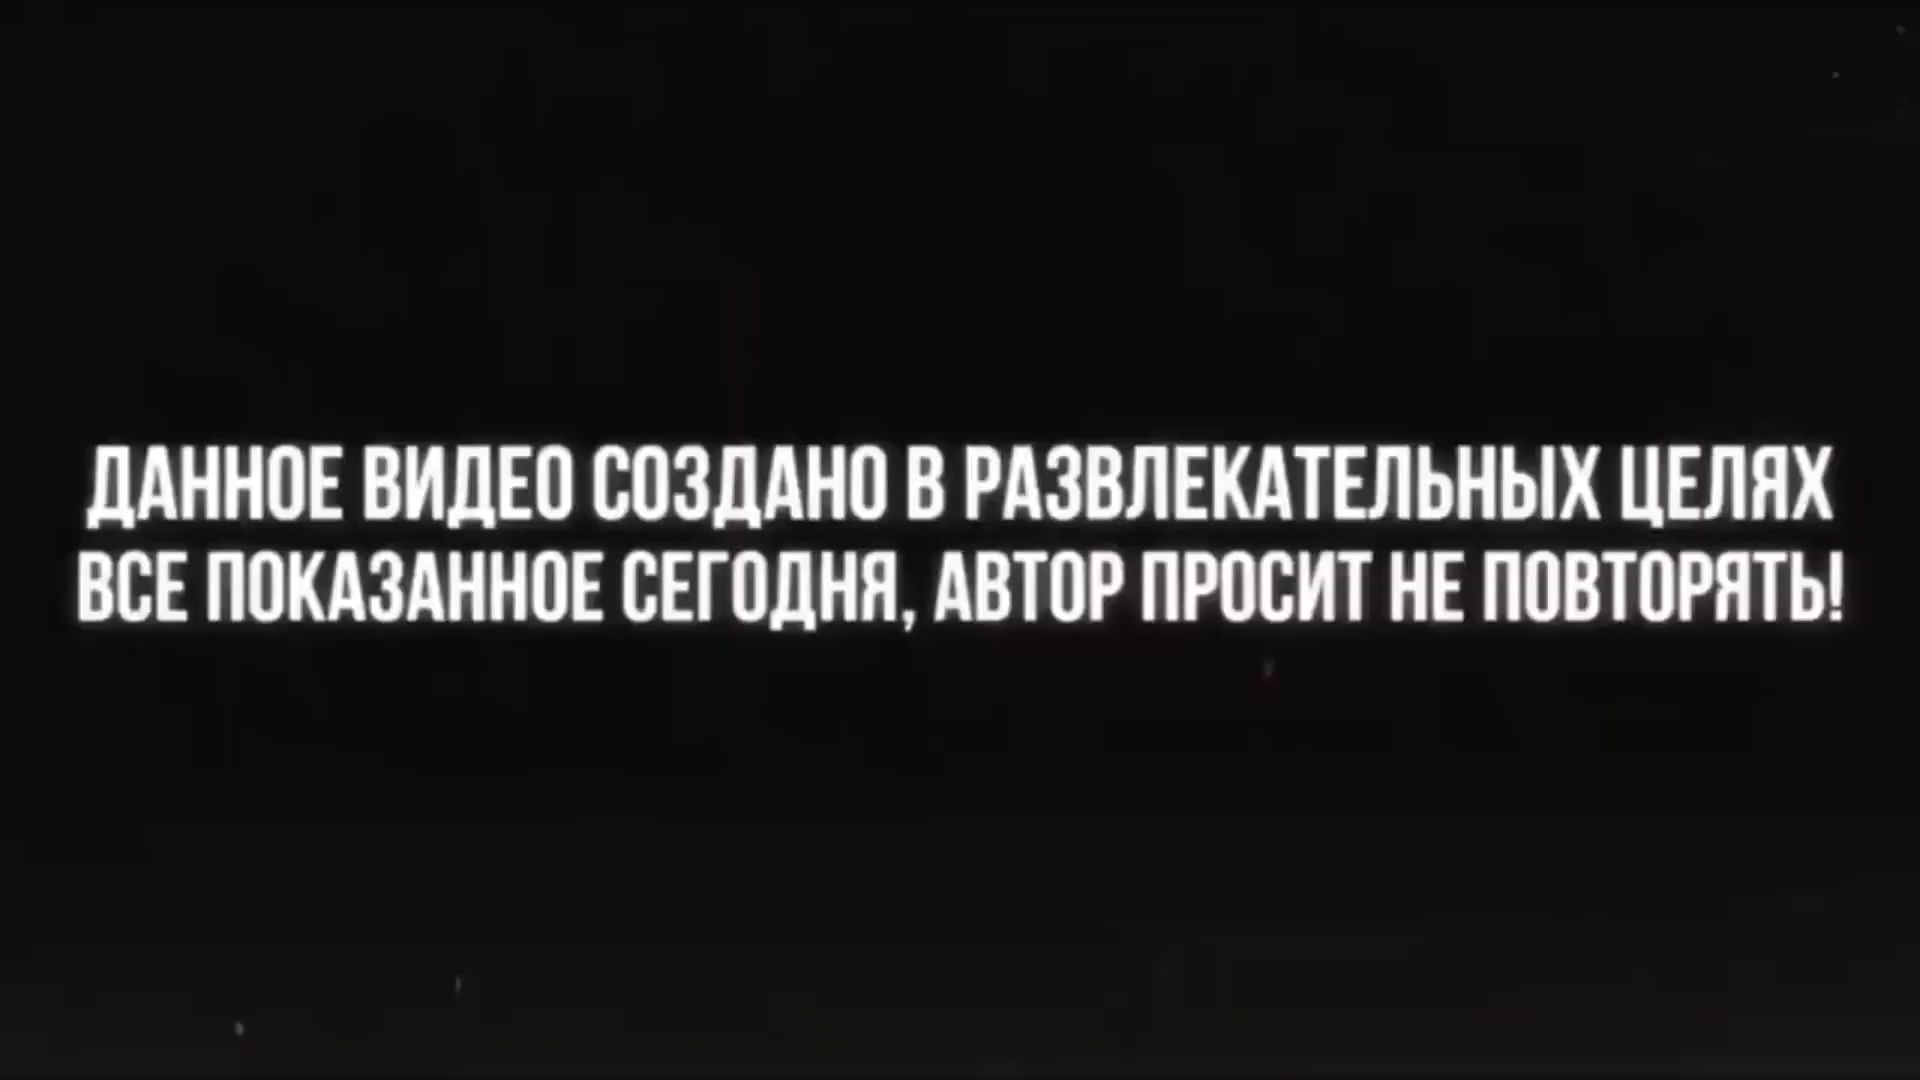 ДАННОЕ ВИДЕО СОЗДАНО В РАЗВЛЕКАТЕЛЬНЫХ ЦЕЛЯХ
ВСЕ ПОКАЗАННОЕ СЕГОДНЯ, АВТОР ПРОСИТ НЕ ПОВТОРЯТЬ!